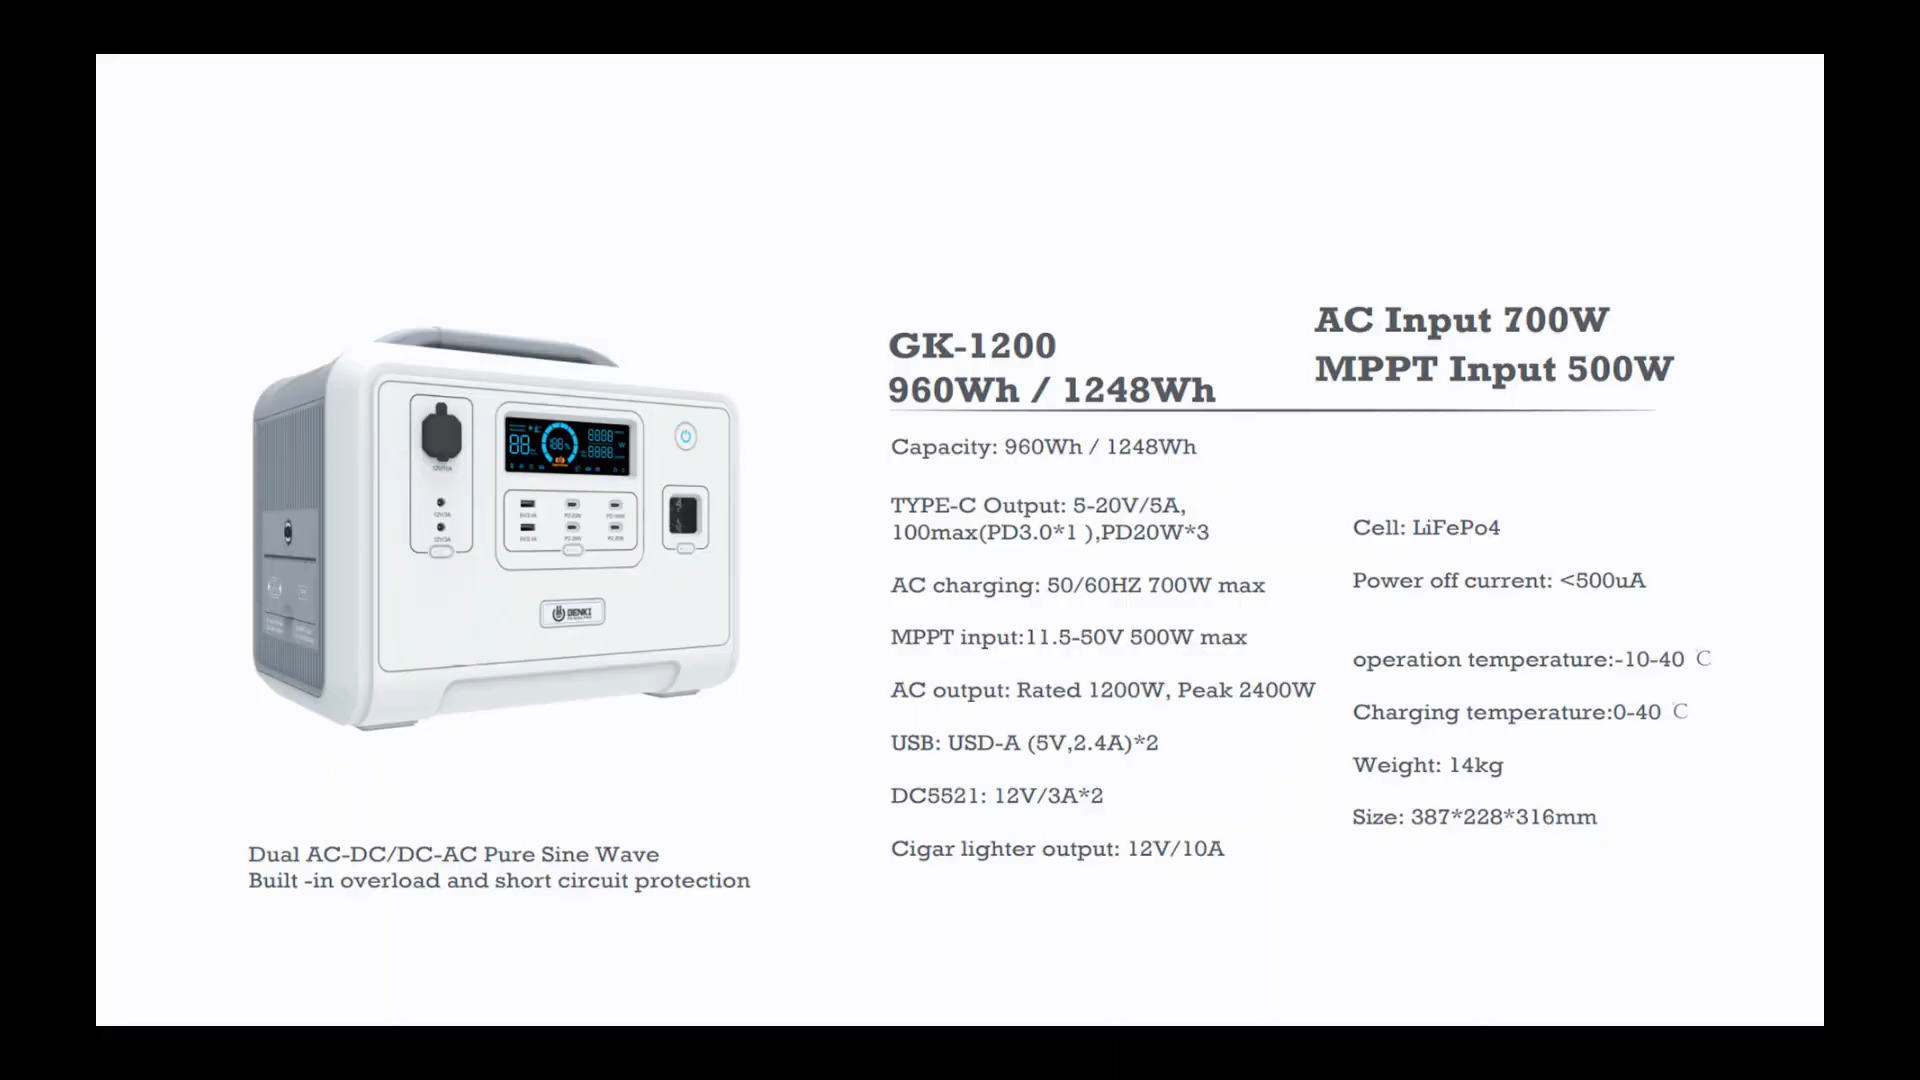 GK-1200
960Wh / 1248Wh
AC Input 700W
MPPT Input 500W
Capacity: 960Wh / 1248Wh
TYPE-C Output: 5-20V/5A,
100max(PD3.0*1 ),PD20W*3
AC charging: 50/60HZ 700W max
MPPT input:11.5-50V 500W max
AC output: Rated 1200W, Peak 2400W
USB: USD-A (5V,2.4A)*2
DC5521: 12V/3A*2
Cigar lighter output: 12V/10A
Cell: LiFePo4
Power off current: <500uA
operation temperature:-10-40 ℃
Charging temperature:0-40 ℃
Weight: 14kg
Size: 387*228*316mm
Dual AC-DC/DC-AC Pure Sine Wave
Built -in overload and short circuit protection